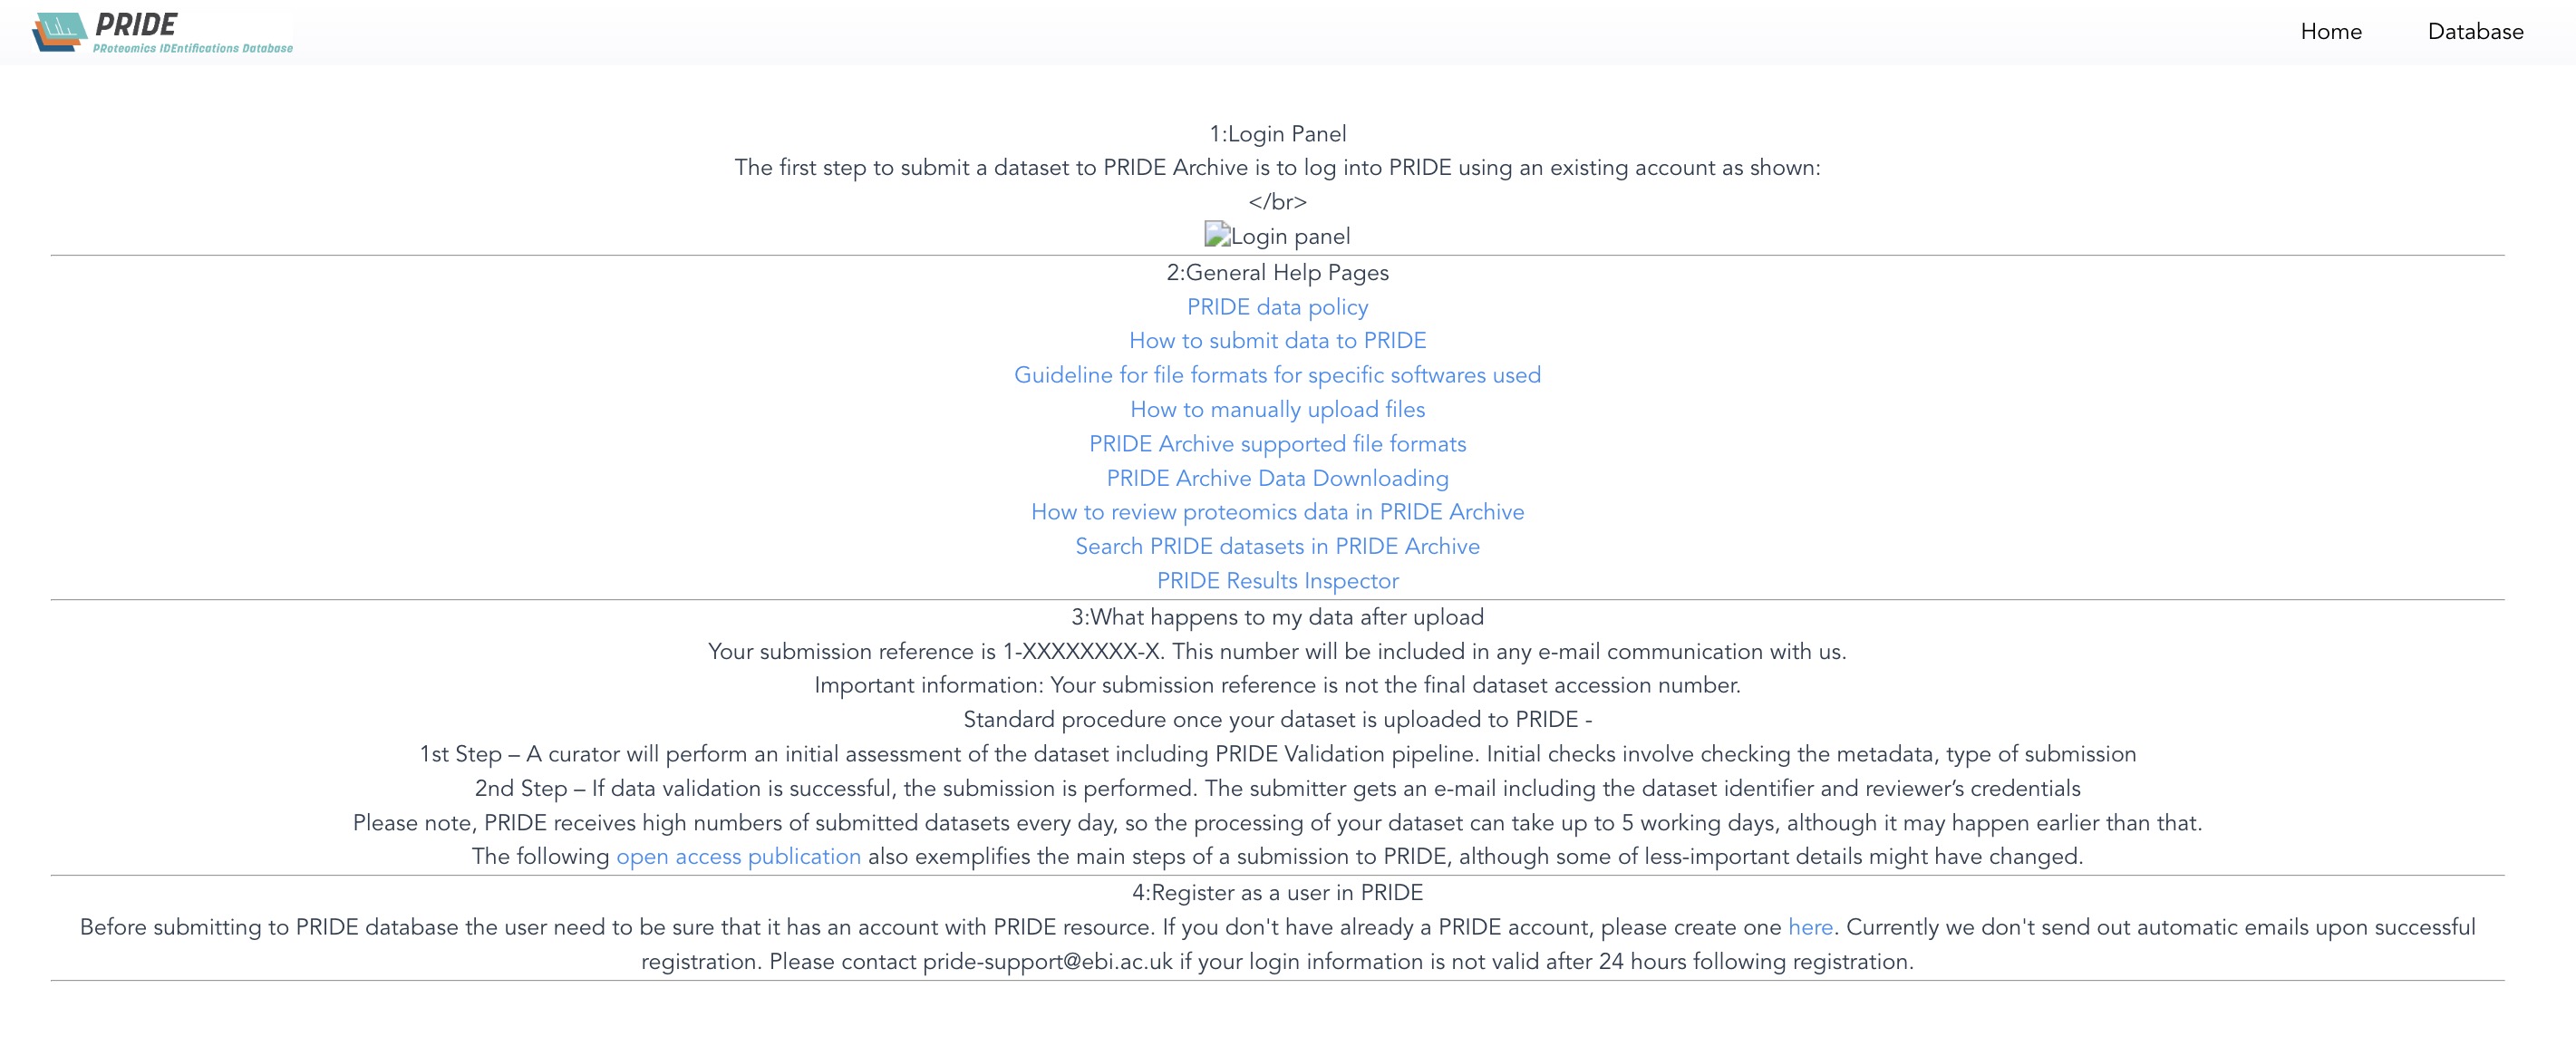 PRIDE
PRoteomics IDEntifications Database
Home
Database
1:Login Panel
The first step to submit a dataset to PRIDE Archive is to log into PRIDE using an existing account as shown:
</br>
Login panel
2:General Help Pages
PRIDE data policy
How to submit data to PRIDE
Guideline for file formats for specific softwares used
How to manually upload files
PRIDE Archive supported file formats
PRIDE Archive Data Downloading
How to review proteomics data in PRIDE Archive
Search PRIDE datasets in PRIDE Archive
PRIDE Results Inspector
3:What happens to my data after upload
Your submission reference is 1-XXXXXXXX-X. This number will be included in any e-mail communication with us.
Important information: Your submission reference is not the final dataset accession number.
Standard procedure once your dataset is uploaded to PRIDE -
1st Step – A curator will perform an initial assessment of the dataset including PRIDE Validation pipeline. Initial checks involve checking the metadata, type of submission
2nd Step – If data validation is successful, the submission is performed. The submitter gets an e-mail including the dataset identifier and reviewer’s credentials
Please note, PRIDE receives high numbers of submitted datasets every day, so the processing of your dataset can take up to 5 working days, although it may happen earlier than that.
The following open access publication also exemplifies the main steps of a submission to PRIDE, although some of less-important details might have changed.
4:Register as a user in PRIDE
Before submitting to PRIDE database the user need to be sure that it has an account with PRIDE resource. If you don't have already a PRIDE account, please create one here. Currently we don't send out automatic emails upon successful
registration. Please contact pride-support@ebi.ac.uk if your login information is not valid after 24 hours following registration.